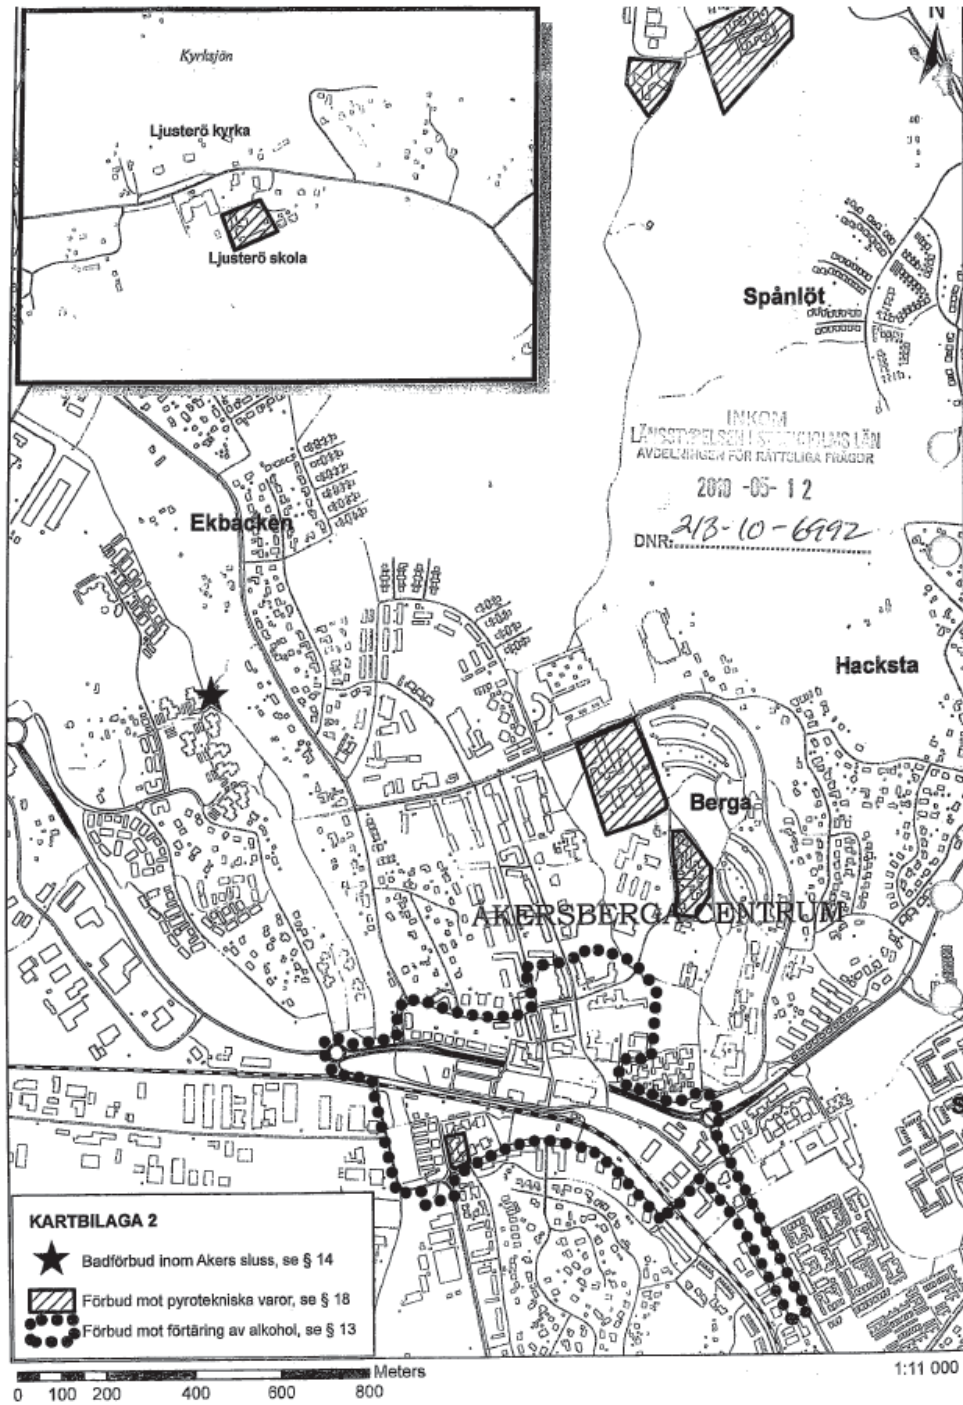 Kyrksjön
Ljusterö kyrka
Ljusterö skola
N
Spånlöt
INKOM
LÄNSSTYRELSEN I STOCKHOLMS LÄN
AVDELNINGEN FÖR RÄTTSLIGA FRÅGOR
2010 -05- 12
DNR: 213-10-6992
Ekbacken
Hacksta
Berga
AKERSBERGA CENTRUM
S
KARTBILAGA 2
Badförbud inom Akers sluss, se § 14
Förbud mot pyrotekniska varor, se § 18
Förbud mot förtäring av alkohol, se § 13
Meters
0 100 200 400 600 800
1:11 000